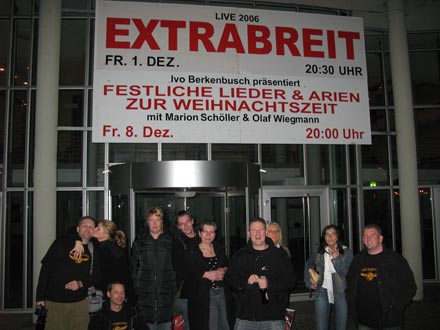 LIVE 2006
EXTRABREIT
FR. 1. DEZ. 20:30 UHR
Ivo Berkenbusch präsentiert
FESTLICHE LIEDER & ARIEN
ZUR WEIHNACHTSZEIT
mit Marion Schöller & Olaf Wiegmann
Fr. 8. Dez. 20:00 Uhr